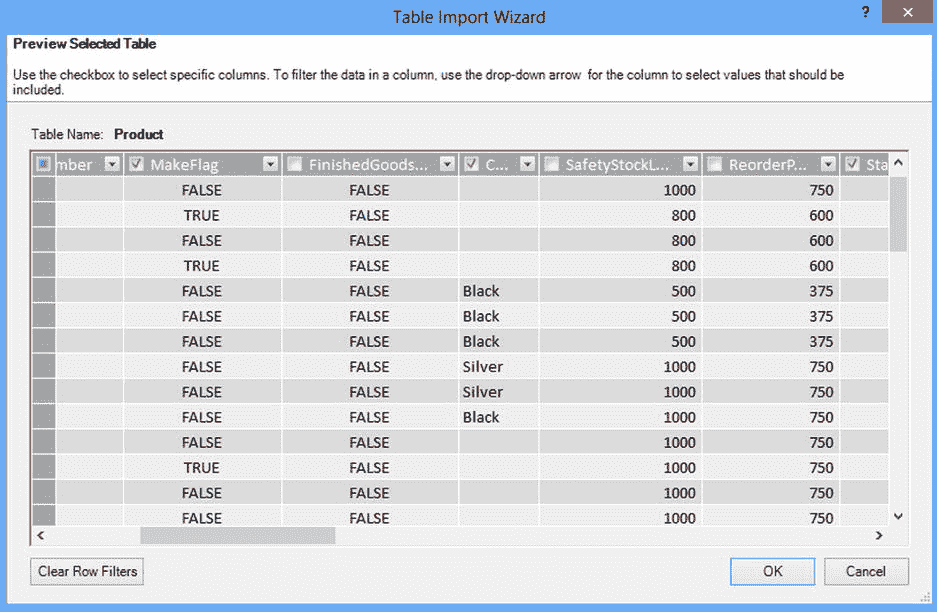 Table Import Wizard
?
Preview Selected Table
Use the checkbox to select specific columns. To filter the data in a column, use the drop-down arrow for the column to select values that should be
included.
Table Name: Product
mber MakeFlag FinishedGoods... C... SafetyStockL... ReorderP... Sta
FALSE FALSE 1000 750
TRUE FALSE 800 600
FALSE FALSE 800 600
TRUE FALSE 800 600
FALSE FALSE Black 500 375
FALSE FALSE Black 500 375
FALSE FALSE Black 500 375
FALSE FALSE Silver 1000 750
FALSE FALSE Silver 1000 750
FALSE FALSE Black 1000 750
FALSE FALSE 1000 750
TRUE FALSE 1000 750
FALSE FALSE 1000 750
FALSE FALSE 1000 750
Clear Row Filters OK Cancel